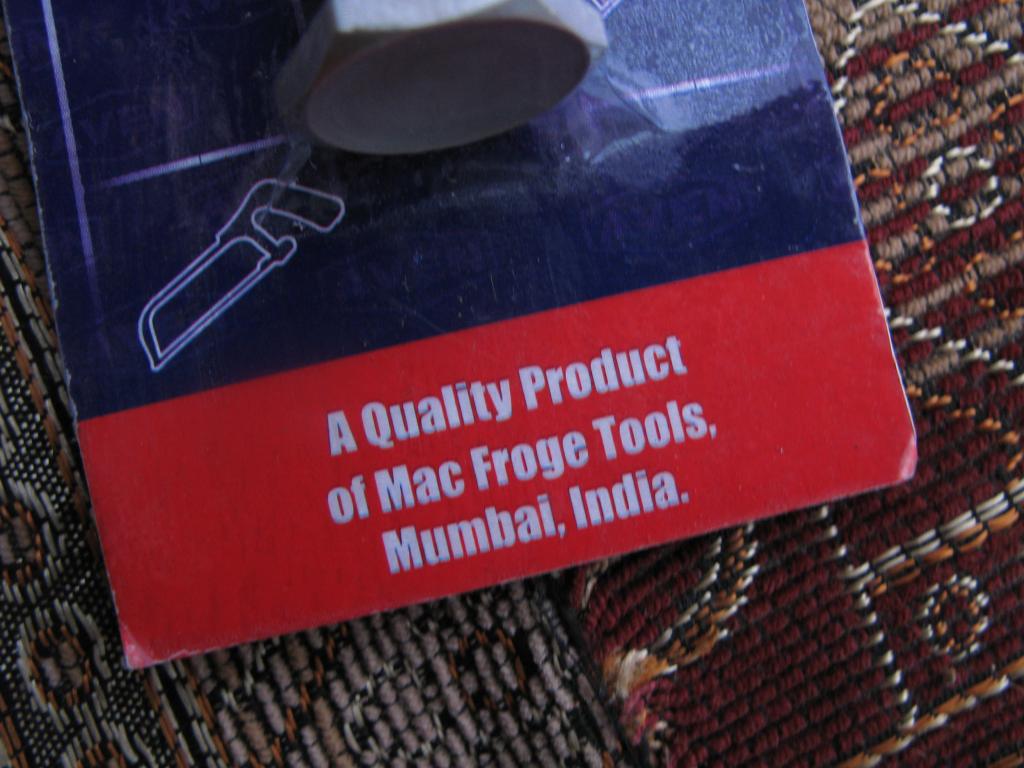 A Quality Product
of Mac Froge Tools,
Mumbai, India.